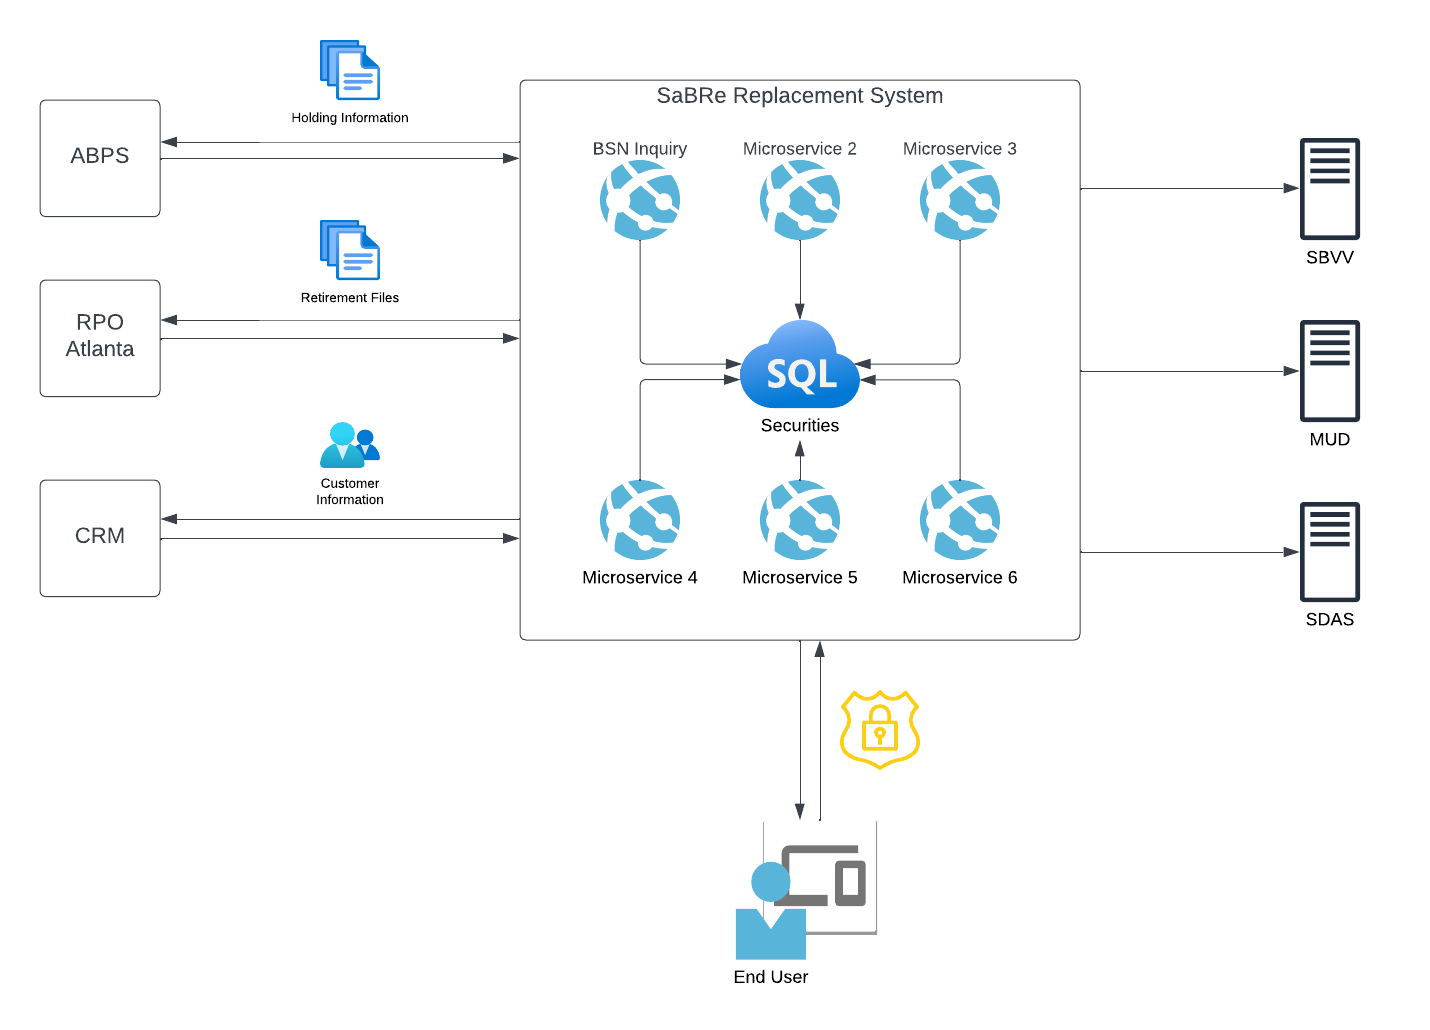 SaBRe Replacement System
Holding Information
ABPS
BSN Inquiry
Microservice 2
Microservice 3
SBVV
Retirement Files
RPO
Atlanta
SQL
Securities
MUD
Customer
Information
CRM
Microservice 4
Microservice 5
Microservice 6
SDAS
End User